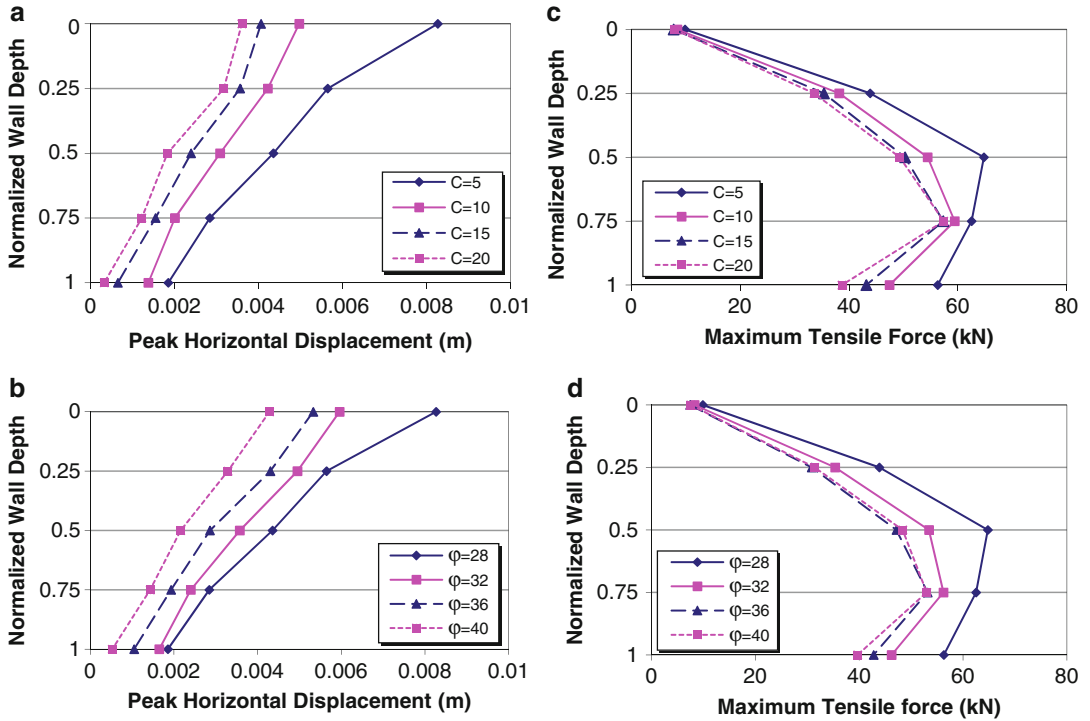 a
Normalized Wall Depth
0
0.25
0.5
0.75
1
C=5
C=10
C=15
C=20
0 0.002 0.004 0.006 0.008 0.01
Peak Horizontal Displacement (m)
c
Normalized Wall Depth
0
0.25
0.5
0.75
1
C=5
C=10
C=15
C=20
0 20 40 60 80
Maximum Tensile Force (kN)
b
Normalized Wall Depth
0
0.25
0.5
0.75
1
φ=28
φ=32
φ=36
φ=40
0 0.002 0.004 0.006 0.008 0.01
Peak Horizontal Displacement (m)
d
Normalized Wall Depth
0
0.25
0.5
0.75
1
φ=28
φ=32
φ=36
φ=40
0 20 40 60 80
Maximum Tensile force (kN)